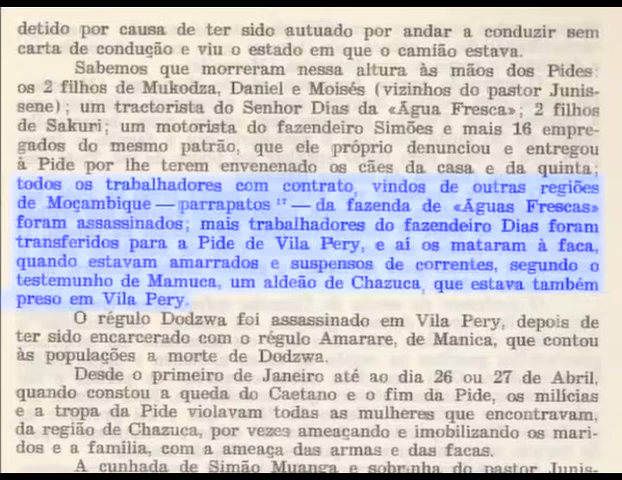 detido por causa de ter sido autuado por andar a conduzir sem
carta de condução e viu o estado em que o camião estava.
Sabemos que morreram nessa altura às mãos dos Pides:
os 2 filhos de Mukodza, Daniel e Moisés (vizinhos do pastor Junis-
sene); um tractorista do Senhor Dias da «Água Fresca»; 2 filhos
de Sakuri; um motorista do fazendeiro Simões e mais 16 empre-
gados do mesmo patrão, que ele próprio denunciou e entregou
à Pide por lhe terem envenenado os cães da casa e da quinta;
todos os trabalhadores com contrato, vindos de outras regiões
de Moçambique — parrapatos ¹⁷ — da fazenda de «Águas Frescas»
foram assassinados; mais trabalhadores do fazendeiro Dias foram
transferidos para a Pide de Vila Pery, e aí os mataram à faca,
quando estavam amarrados e suspensos de correntes, segundo o
testemunho de Mamuca, um aldeão de Chazuca, que estava também
preso em Vila Pery.
O régulo Dodzwa foi assassinado em Vila Pery, depois de
ter sido encarcerado com o régulo Amarare, de Manica, que contou
às populações a morte de Dodzwa.
Desde o primeiro de Janeiro até ao dia 26 ou 27 de Abril,
quando constou a queda do Caetano e o fim da Pide, os milícias
e a tropa da Pide violavam todas as mulheres que encontravam,
da região de Chazuca, por vezes ameaçando e imobilizando os mari-
dos e a família, com a ameaça das armas e das facas.
A cunhada de Simão Muanga e sobrinha do pastor Junis-